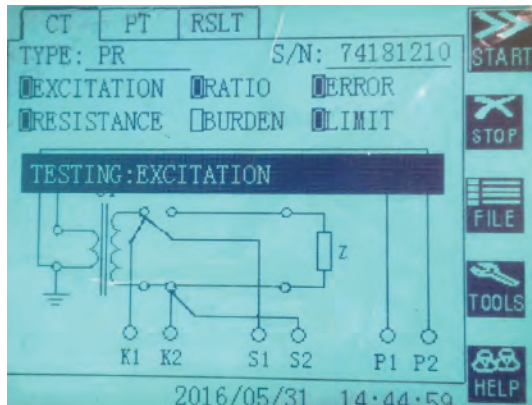 CT PT RSLT
TYPE: PR S/N: 74181210
EXCITATION RATIO ERROR
RESISTANCE BURDEN LIMIT
TESTING:EXCITATION
Z
K1 K2 S1 S2 P1 P2
2016/05/31 14:44:59
START
STOP
FILE
TOOLS
HELP